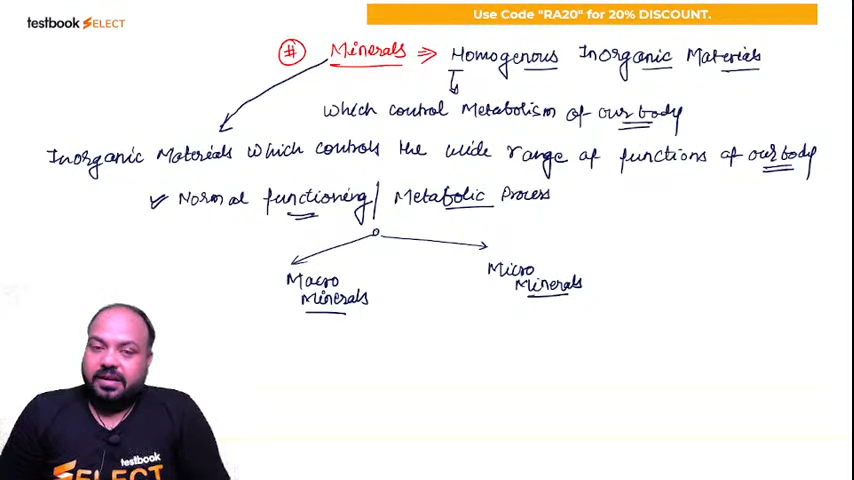 testbook SELECT
Use Code "RA20" for 20% DISCOUNT.
# Minerals ⇒ Homogenous Inorganic Materials
Which control Metabolism of our body
Inorganic Materials Which controls the wide range of functions of our body
✓ Normal functioning / Metabolic Process
Macro Minerals
Micro Minerals
testbook
SELECT